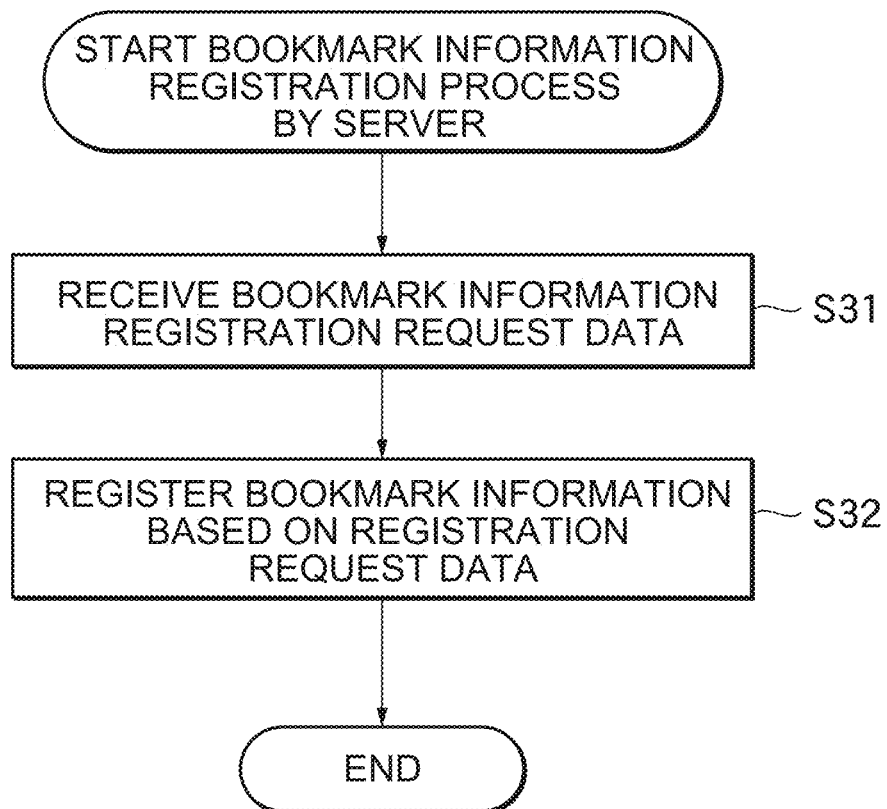 START BOOKMARK INFORMATION
REGISTRATION PROCESS
BY SERVER
RECEIVE BOOKMARK INFORMATION
REGISTRATION REQUEST DATA
S31
REGISTER BOOKMARK INFORMATION
BASED ON REGISTRATION
REQUEST DATA
S32
END